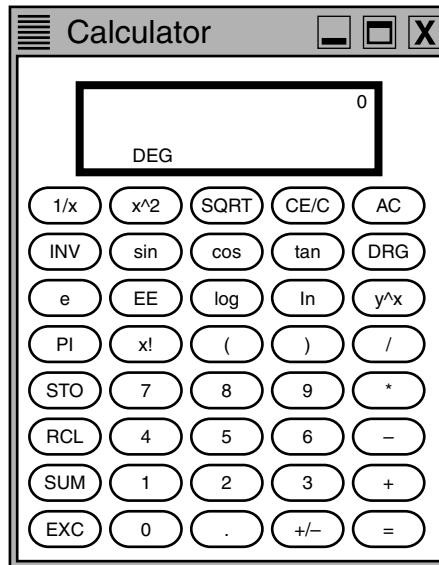 Calculator X
0
DEG
1/x x^2 SQRT CE/C AC
INV sin cos tan DRG
e EE log ln y^x
PI x! ( ) /
STO 7 8 9 *
RCL 4 5 6 –
SUM 1 2 3 +
EXC 0 . +/– =